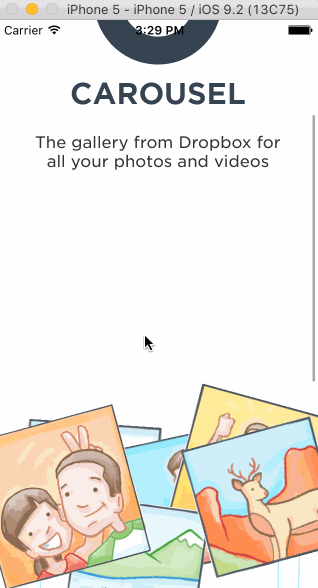 iPhone 5 - iPhone 5 / iOS 9.2 (13C75)
Carrier 3:29 PM
CAROUSEL
The gallery from Dropbox for
all your photos and videos